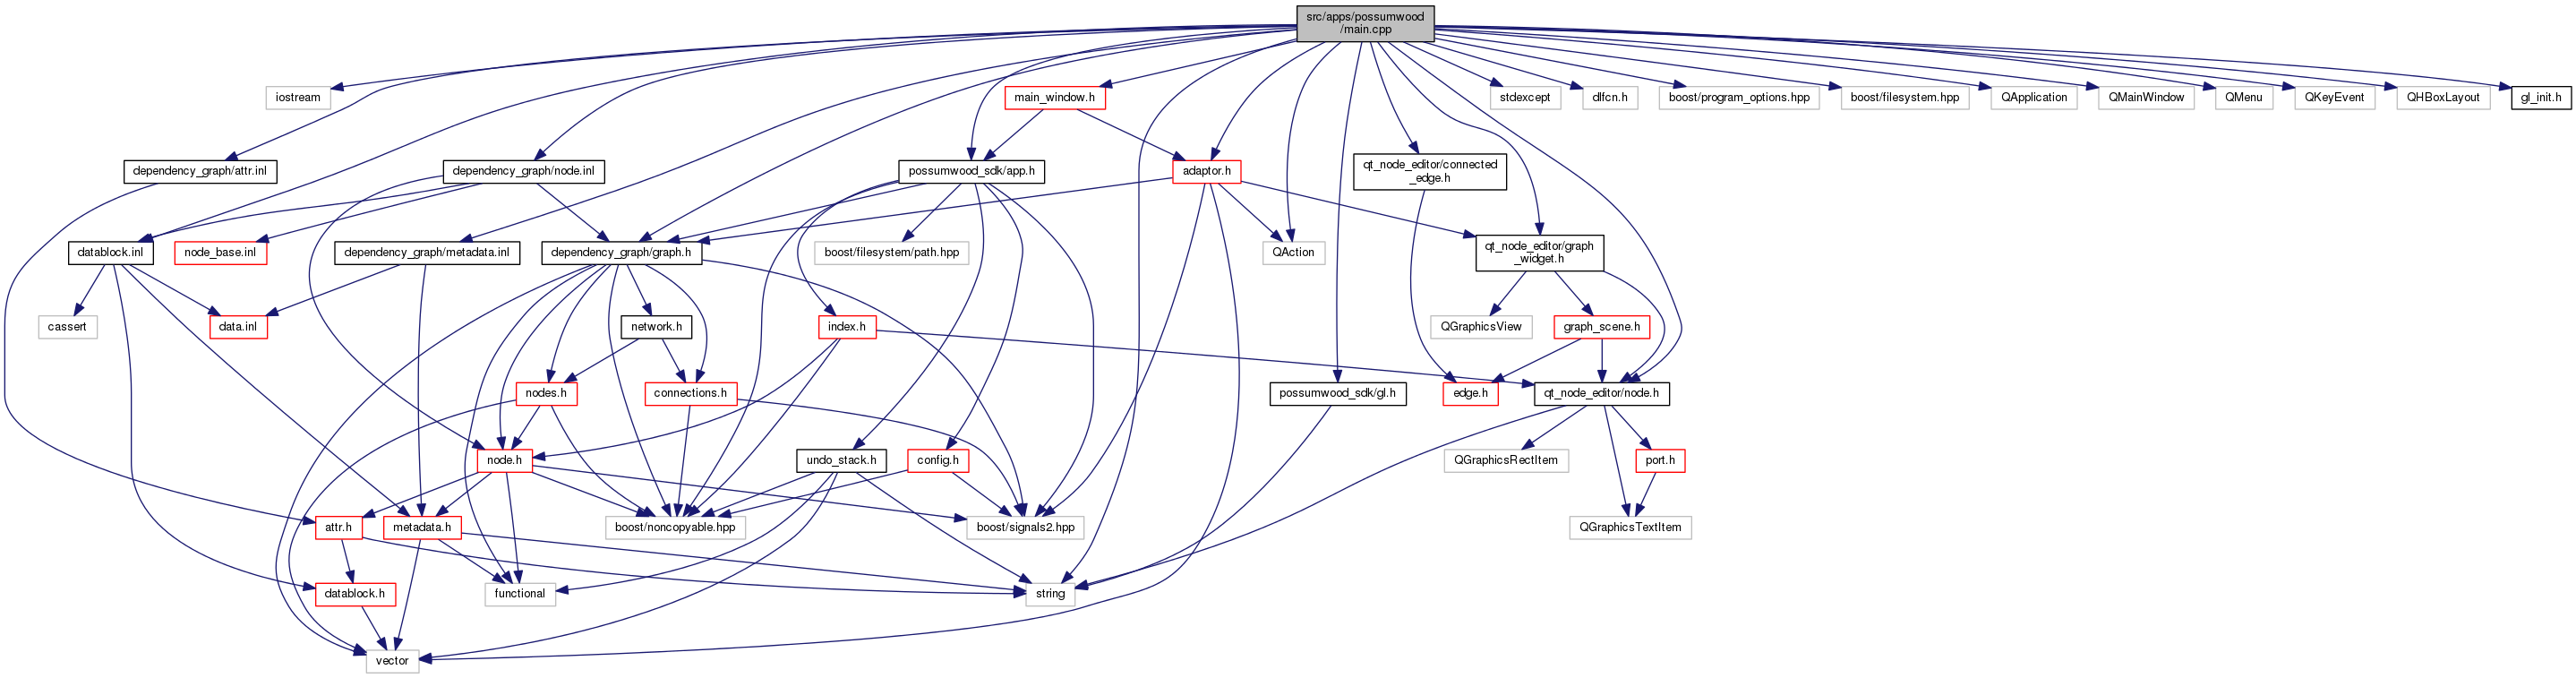 src/apps/possumwood
/main.cpp
iostream
main_window.h
stdexcept
dlfcn.h
boost/program_options.hpp
boost/filesystem.hpp
QApplication
QMainWindow
QMenu
QKeyEvent
QHBoxLayout
gl_init.h
dependency_graph/attr.inl
dependency_graph/node.inl
possumwood_sdk/app.h
adaptor.h
qt_node_editor/connected
_edge.h
datablock.inl
node_base.inl
dependency_graph/metadata.inl
dependency_graph/graph.h
boost/filesystem/path.hpp
QAction
qt_node_editor/graph
_widget.h
cassert
data.inl
network.h
index.h
QGraphicsView
graph_scene.h
nodes.h
connections.h
possumwood_sdk/gl.h
edge.h
qt_node_editor/node.h
node.h
undo_stack.h
config.h
QGraphicsRectItem
port.h
attr.h
metadata.h
boost/noncopyable.hpp
boost/signals2.hpp
QGraphicsTextItem
datablock.h
functional
string
vector